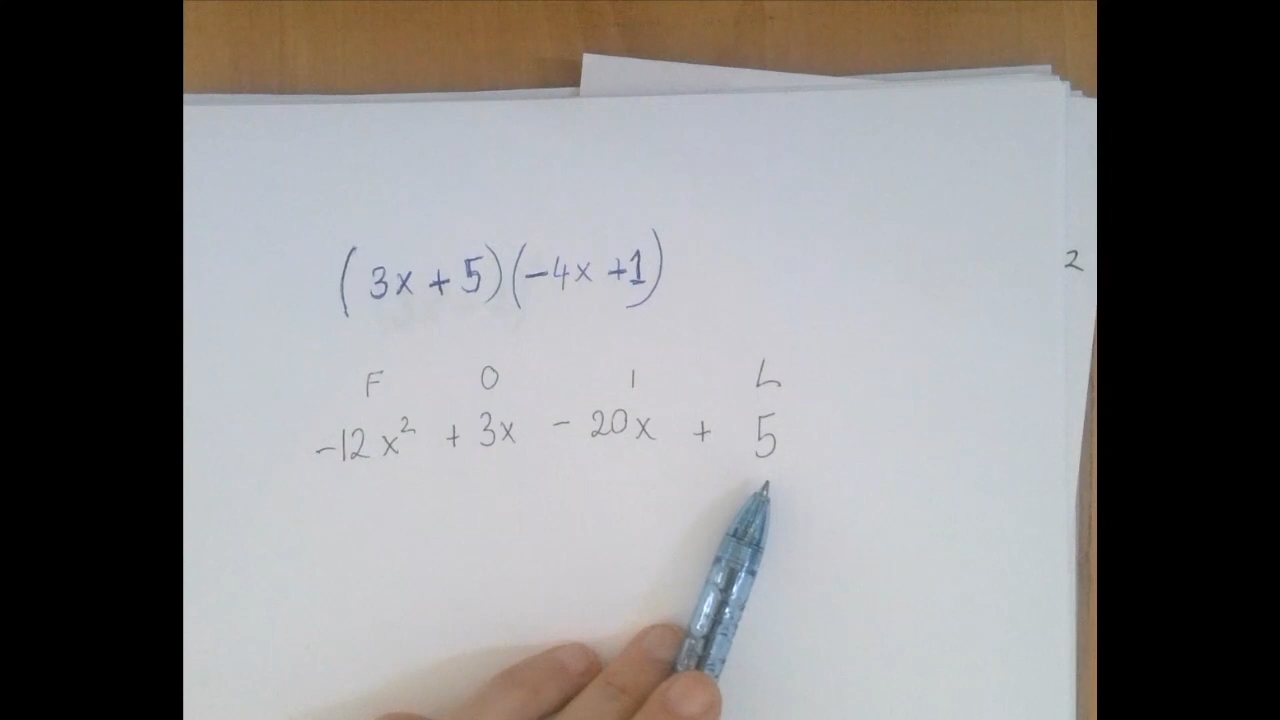 (3x + 5)(-4x +1)
2
F O I L
-12x² + 3x - 20x + 5